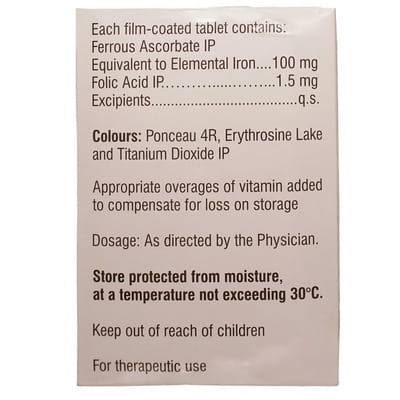 Each film-coated tablet contains:
Ferrous Ascorbate IP
Equivalent to Elemental Iron....100 mg
Folic Acid IP..................1.5 mg
Excipients....................................q.s.
Colours: Ponceau 4R, Erythrosine Lake
and Titanium Dioxide IP
Appropriate overages of vitamin added
to compensate for loss on storage
Dosage: As directed by the Physician.
Store protected from moisture,
at a temperature not exceeding 30°C.
Keep out of reach of children
For therapeutic use